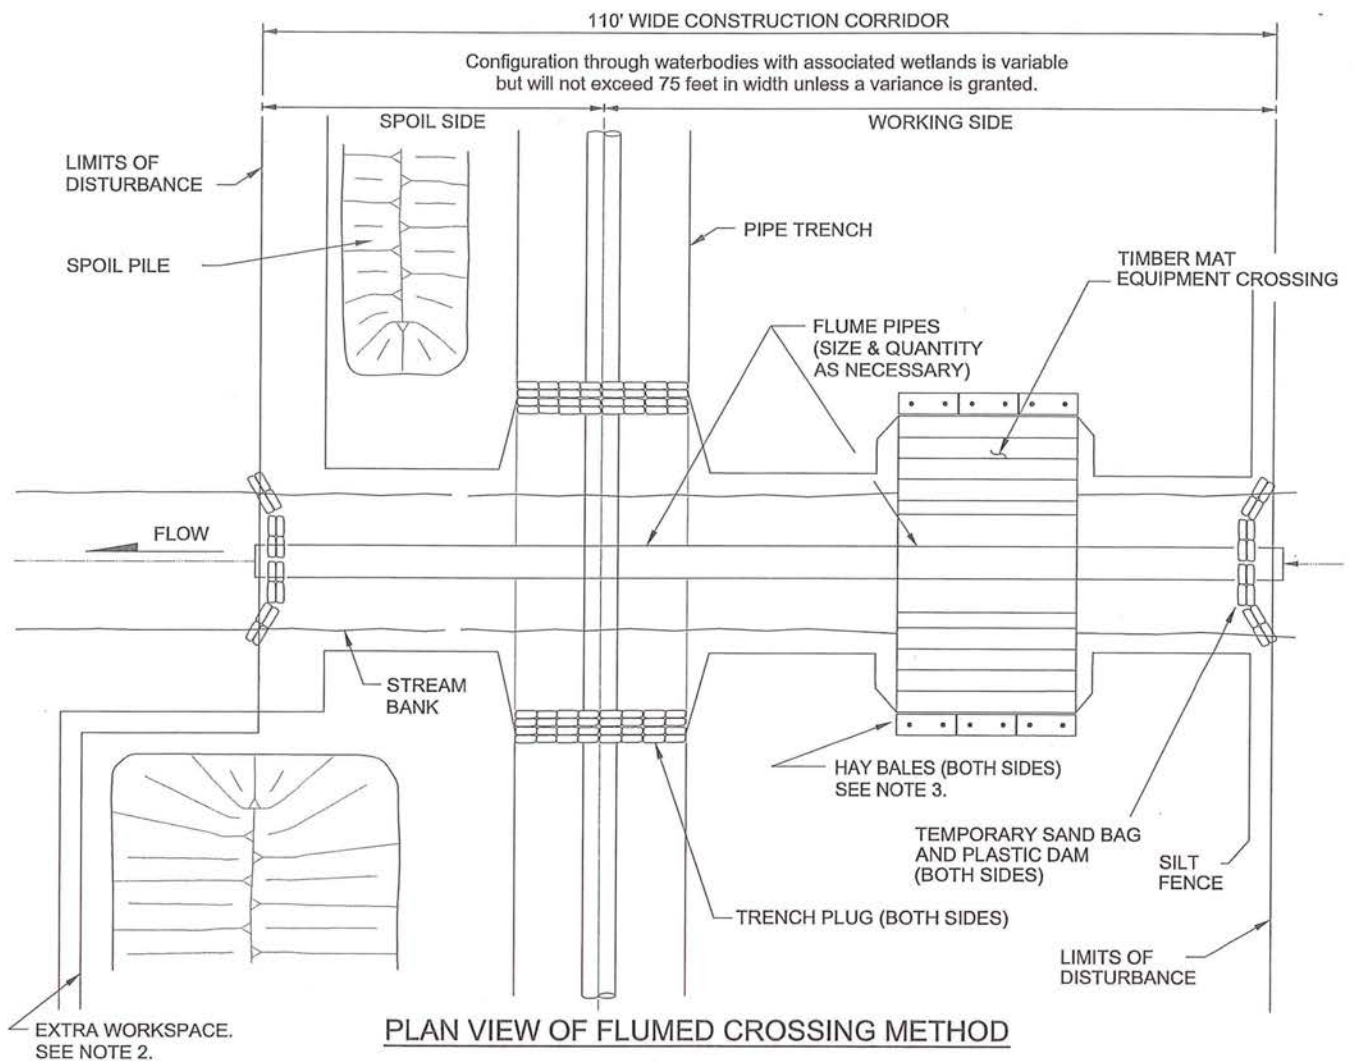 110' WIDE CONSTRUCTION CORRIDOR
Configuration through waterbodies with associated wetlands is variable
but will not exceed 75 feet in width unless a variance is granted.
SPOIL SIDE
WORKING SIDE
LIMITS OF
DISTURBANCE
SPOIL PILE
PIPE TRENCH
TIMBER MAT
EQUIPMENT CROSSING
FLUME PIPES
(SIZE & QUANTITY
AS NECESSARY)
FLOW
STREAM
BANK
HAY BALES (BOTH SIDES)
SEE NOTE 3.
TEMPORARY SAND BAG
AND PLASTIC DAM
(BOTH SIDES)
SILT
FENCE
TRENCH PLUG (BOTH SIDES)
LIMITS OF
DISTURBANCE
EXTRA WORKSPACE.
SEE NOTE 2.
PLAN VIEW OF FLUMED CROSSING METHOD